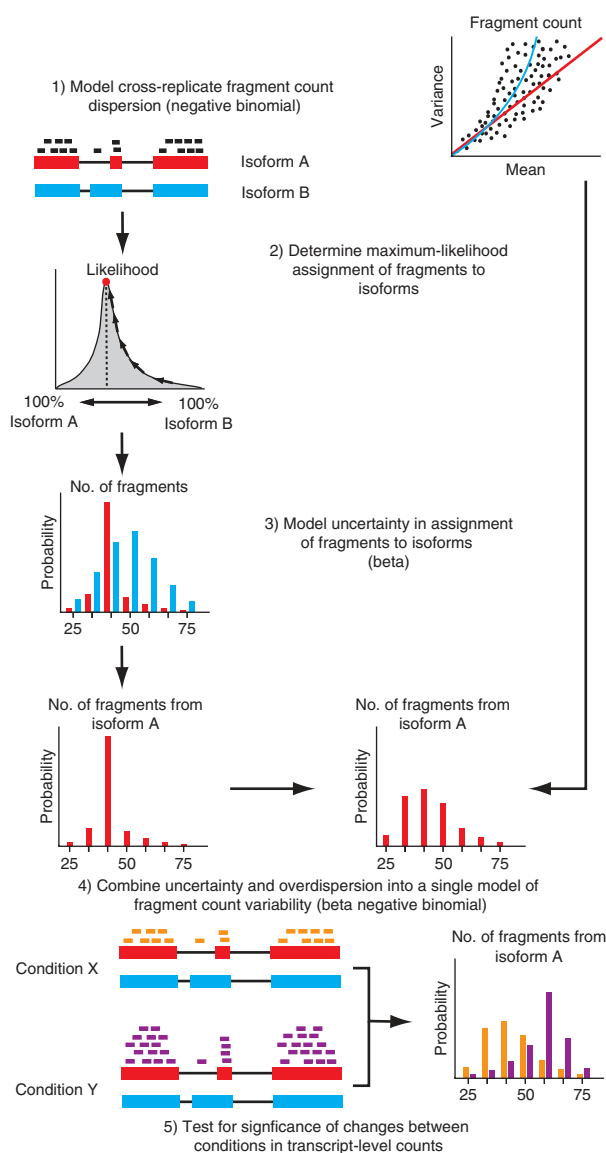 Fragment count
Variance
Mean
1) Model cross-replicate fragment count
dispersion (negative binomial)
Isoform A
Isoform B
2) Determine maximum-likelihood
assignment of fragments to
isoforms
Likelihood
100%
Isoform A
100%
Isoform B
No. of fragments
Probability
25 50 75
3) Model uncertainty in assignment
of fragments to isoforms
(beta)
No. of fragments from
isoform A
Probability
25 50 75
No. of fragments from
isoform A
Probability
25 50 75
4) Combine uncertainty and overdispersion into a single model of
fragment count variability (beta negative binomial)
Condition X
Condition Y
No. of fragments from
isoform A
Probability
25 50 75
5) Test for signficance of changes between
conditions in transcript-level counts